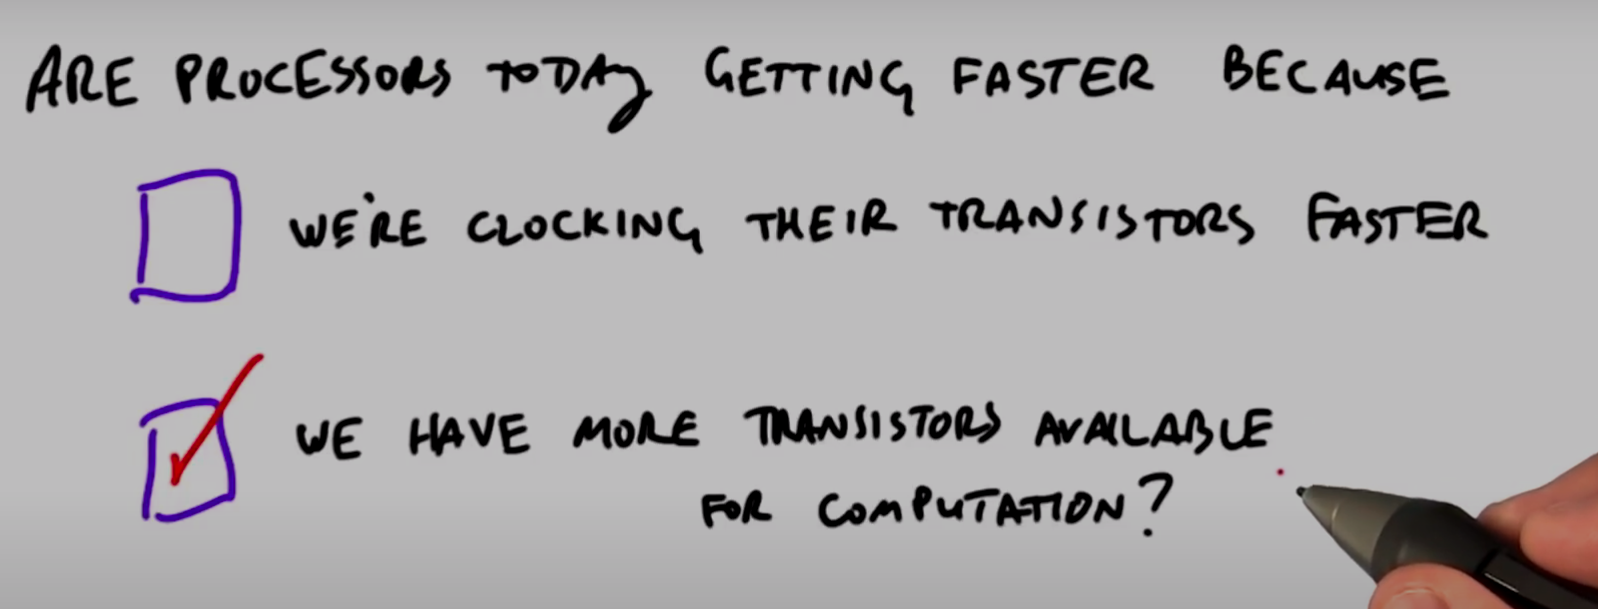 ARE PROCESSORS TODAY GETTING FASTER BECAUSE
WE'RE CLOCKING THEIR TRANSISTORS FASTER
WE HAVE MORE TRANSISTORS AVAILABLE
FOR COMPUTATION?